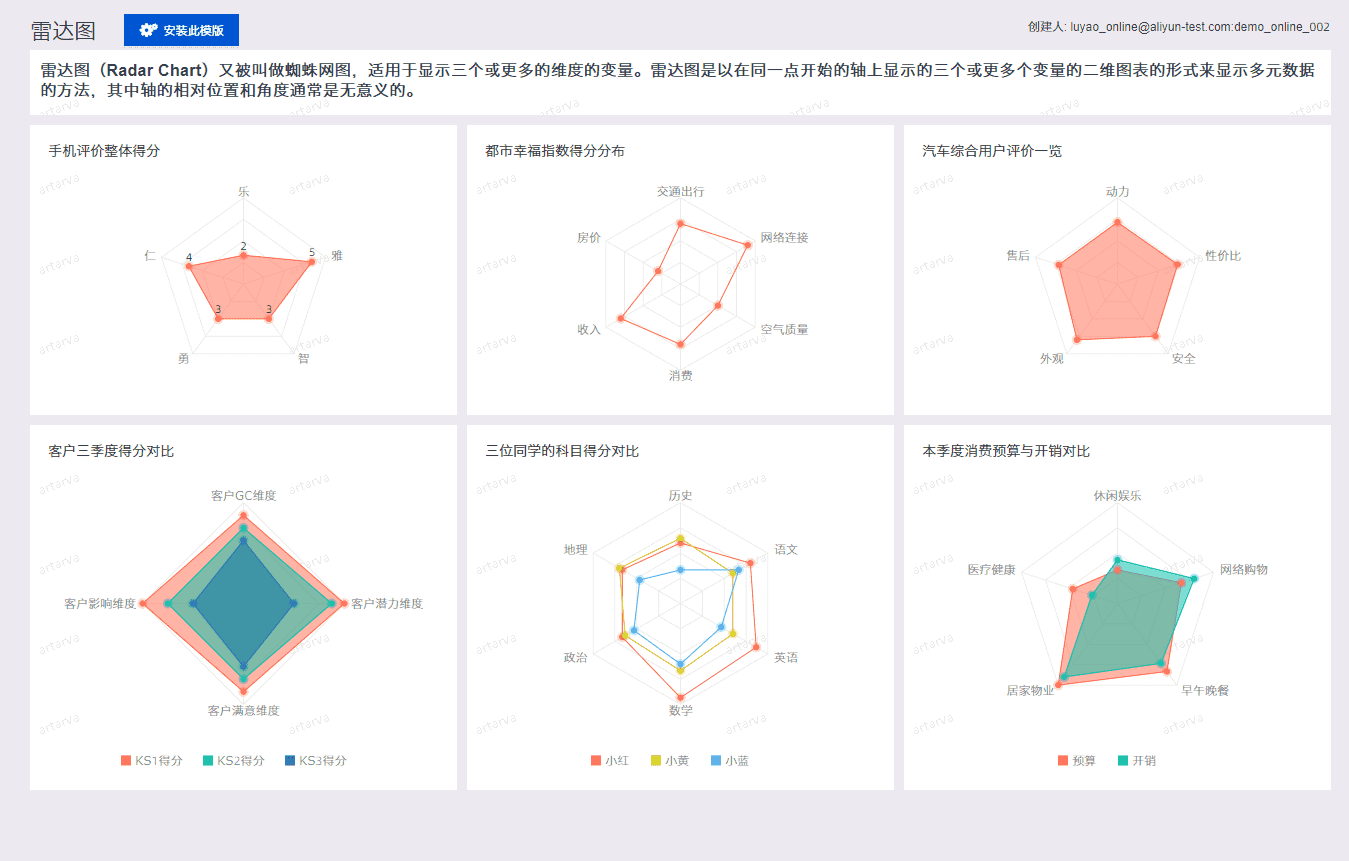 雷达图
安装此模版
创建人: luyao_online@aliyun-test.com:demo_online_002
雷达图（Radar Chart）又被叫做蜘蛛网图，适用于显示三个或更多的维度的变量。雷达图是以在同一点开始的轴上显示的三个或更多个变量的二维图表的形式来显示多元数据
的方法，其中轴的相对位置和角度通常是无意义的。
手机评价整体得分
乐
雅
智
勇
仁
2
5
3
3
4
都市幸福指数得分分布
交通出行
网络连接
空气质量
消费
收入
房价
汽车综合用户评价一览
动力
性价比
安全
外观
售后
客户三季度得分对比
客户GC维度
客户潜力维度
客户满意维度
客户影响维度
KS1得分 KS2得分 KS3得分
三位同学的科目得分对比
历史
语文
英语
数学
政治
地理
小红 小黄 小蓝
本季度消费预算与开销对比
休闲娱乐
网络购物
早午晚餐
居家物业
医疗健康
预算 开销
artarva